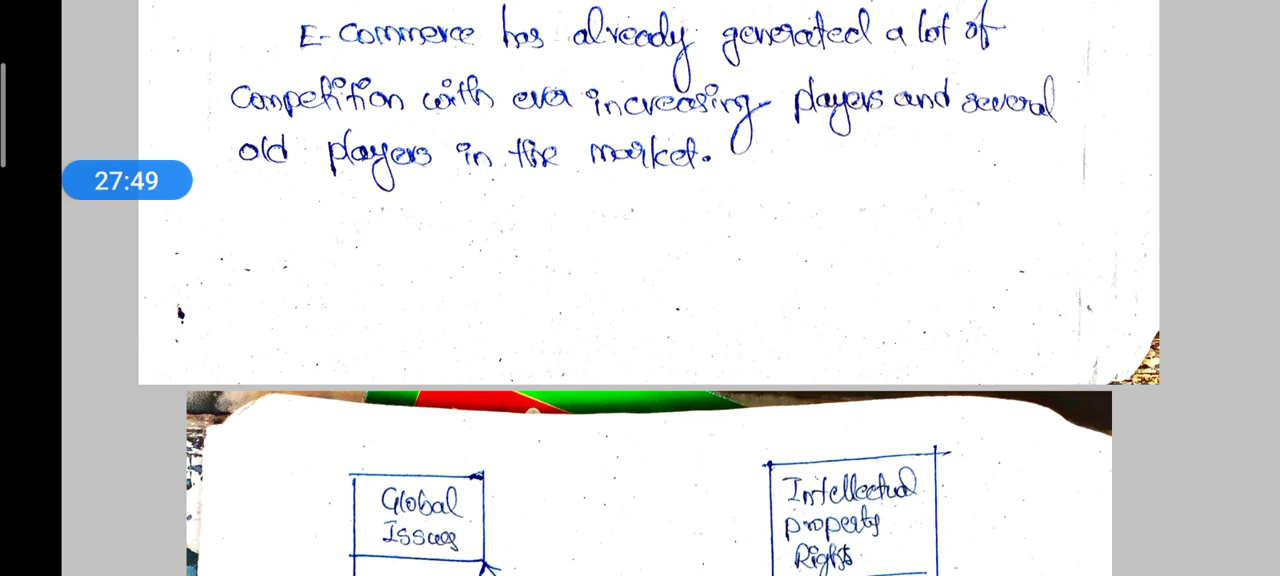 E-Commerce has already generated a lot of
Competition with ever increasing players and several
old players in the market.
27:49
Global
Issues
Intellectual
property
Rights